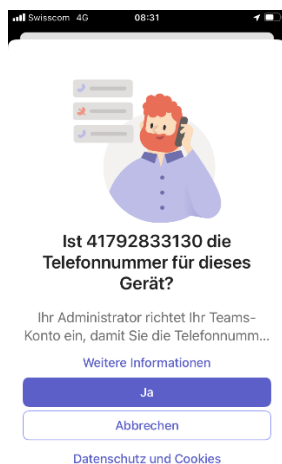 Swisscom 4G 08:31
Ist 41792833130 die
Telefonnummer für dieses
Gerät?
Ihr Administrator richtet Ihr Teams-
Konto ein, damit Sie die Telefonnumm...
Weitere Informationen
Ja
Abbrechen
Datenschutz und Cookies